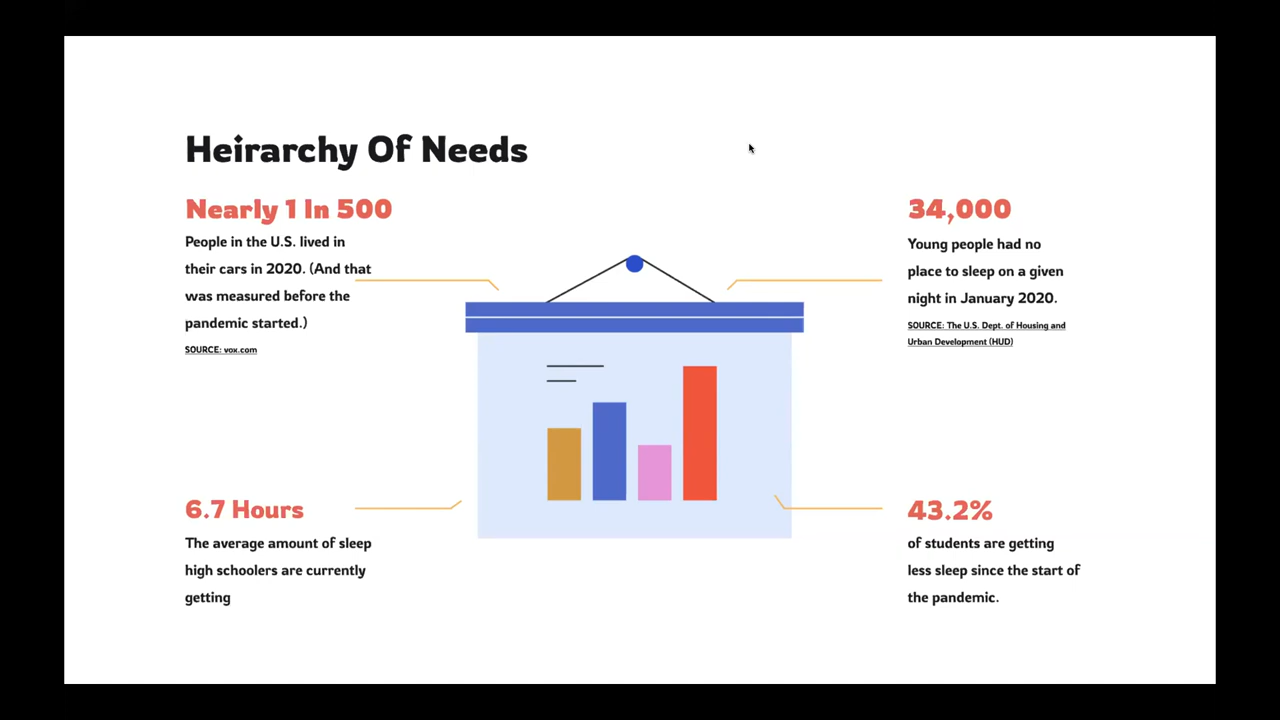 Heirarchy Of Needs
Nearly 1 In 500
People in the U.S. lived in
their cars in 2020. (And that
was measured before the
pandemic started.)
SOURCE: vox.com
34,000
Young people had no
place to sleep on a given
night in January 2020.
SOURCE: The U.S. Dept. of Housing and
Urban Development (HUD)
6.7 Hours
The average amount of sleep
high schoolers are currently
getting
43.2%
of students are getting
less sleep since the start of
the pandemic.